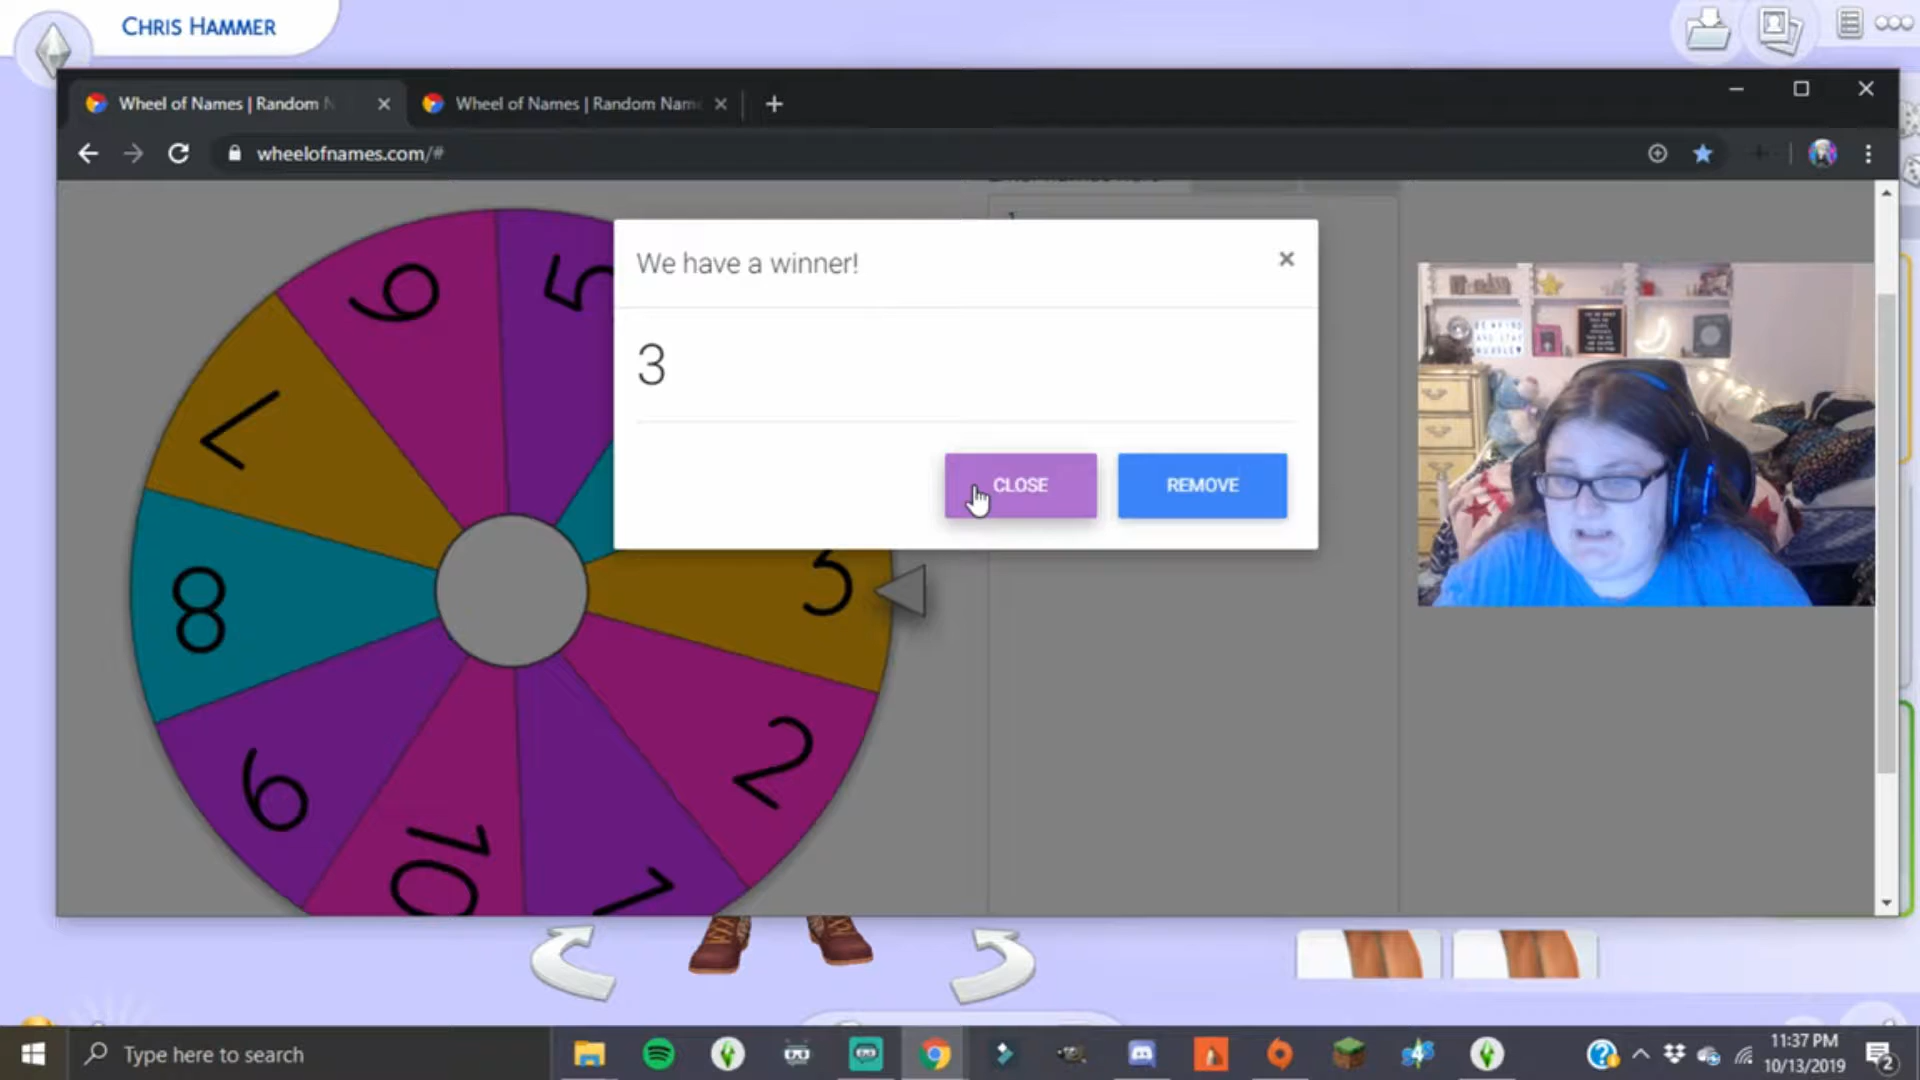 CHRIS HAMMER
Wheel of Names | Random N
Wheel of Names | Random Nam
wheelofnames.com/#
We have a winner!
3
CLOSE
REMOVE
5
6
7
8
9
10
1
2
3
Type here to search
11:37 PM
10/13/2019
2